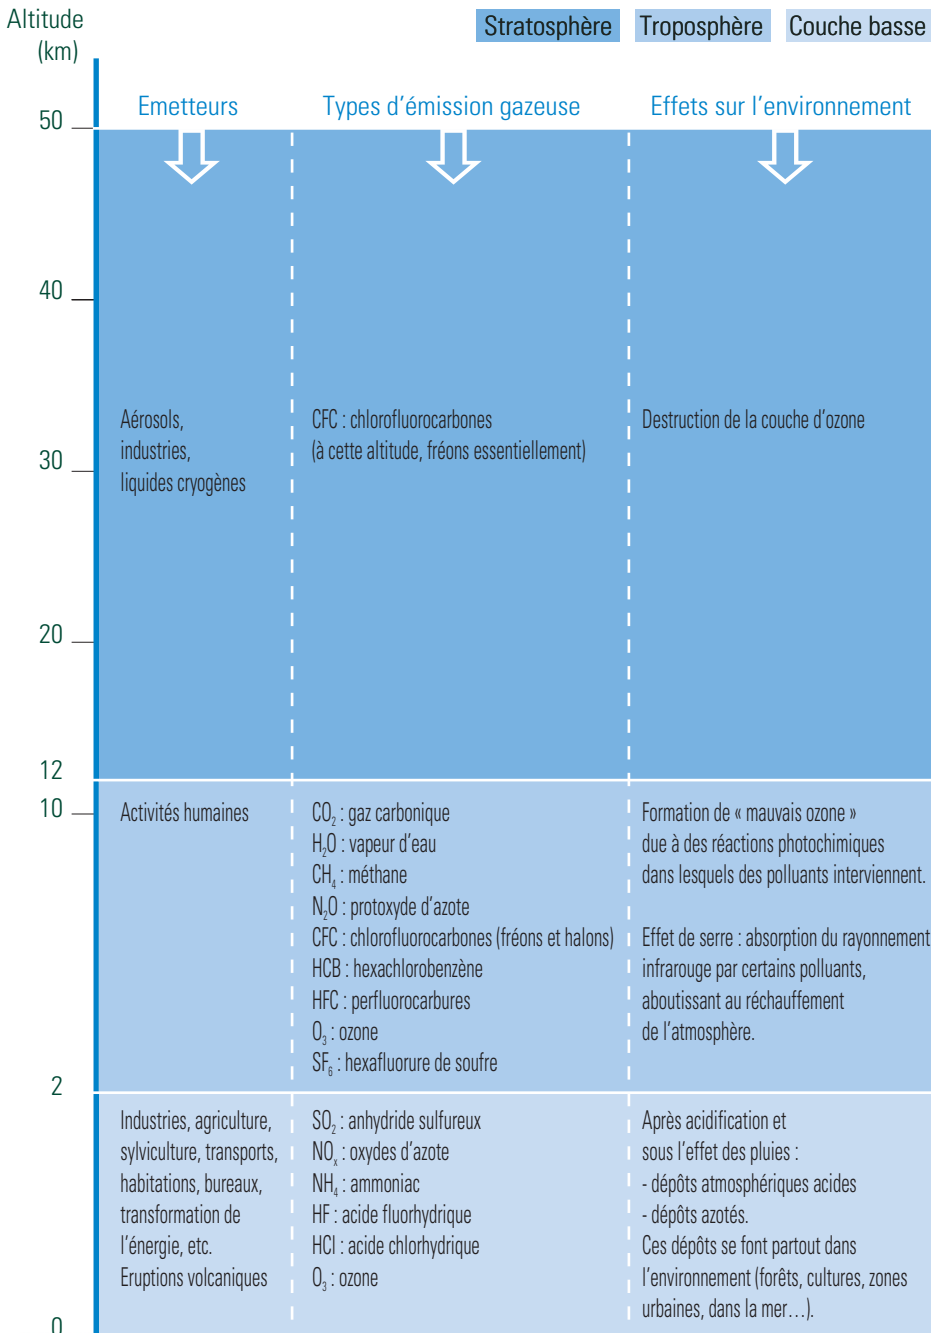 Altitude
(km)
Stratosphère
Troposphère
Couche basse
Emetteurs
Types d'émission gazeuse
Effets sur l'environnement
50
40
30
20
12
10
2
0
Aérosols,
industries,
liquides cryogènes
CFC : chlorofluorocarbones
(à cette altitude, fréons essentiellement)
Destruction de la couche d'ozone
Activités humaines
CO₂ : gaz carbonique
H₂O : vapeur d'eau
CH₄ : méthane
N₂O : protoxyde d'azote
CFC : chlorofluorocarbones (fréons et halons)
HCB : hexachlorobenzène
HFC : perfluorocarbures
O₃ : ozone
SF₆ : hexafluorure de soufre
Formation de « mauvais ozone »
due à des réactions photochimiques
dans lesquels des polluants interviennent.
Effet de serre : absorption du rayonnement
infrarouge par certains polluants,
aboutissant au réchauffement
de l'atmosphère.
Industries, agriculture,
sylviculture, transports,
habitations, bureaux,
transformation de
l'énergie, etc.
Eruptions volcaniques
SO₂ : anhydride sulfureux
NOₓ : oxydes d'azote
NH₄ : ammoniac
HF : acide fluorhydrique
HCl : acide chlorhydrique
O₃ : ozone
Après acidification et
sous l'effet des pluies :
- dépôts atmosphériques acides
- dépôts azotés.
Ces dépôts se font partout dans
l'environnement (forêts, cultures, zones
urbaines, dans la mer…).